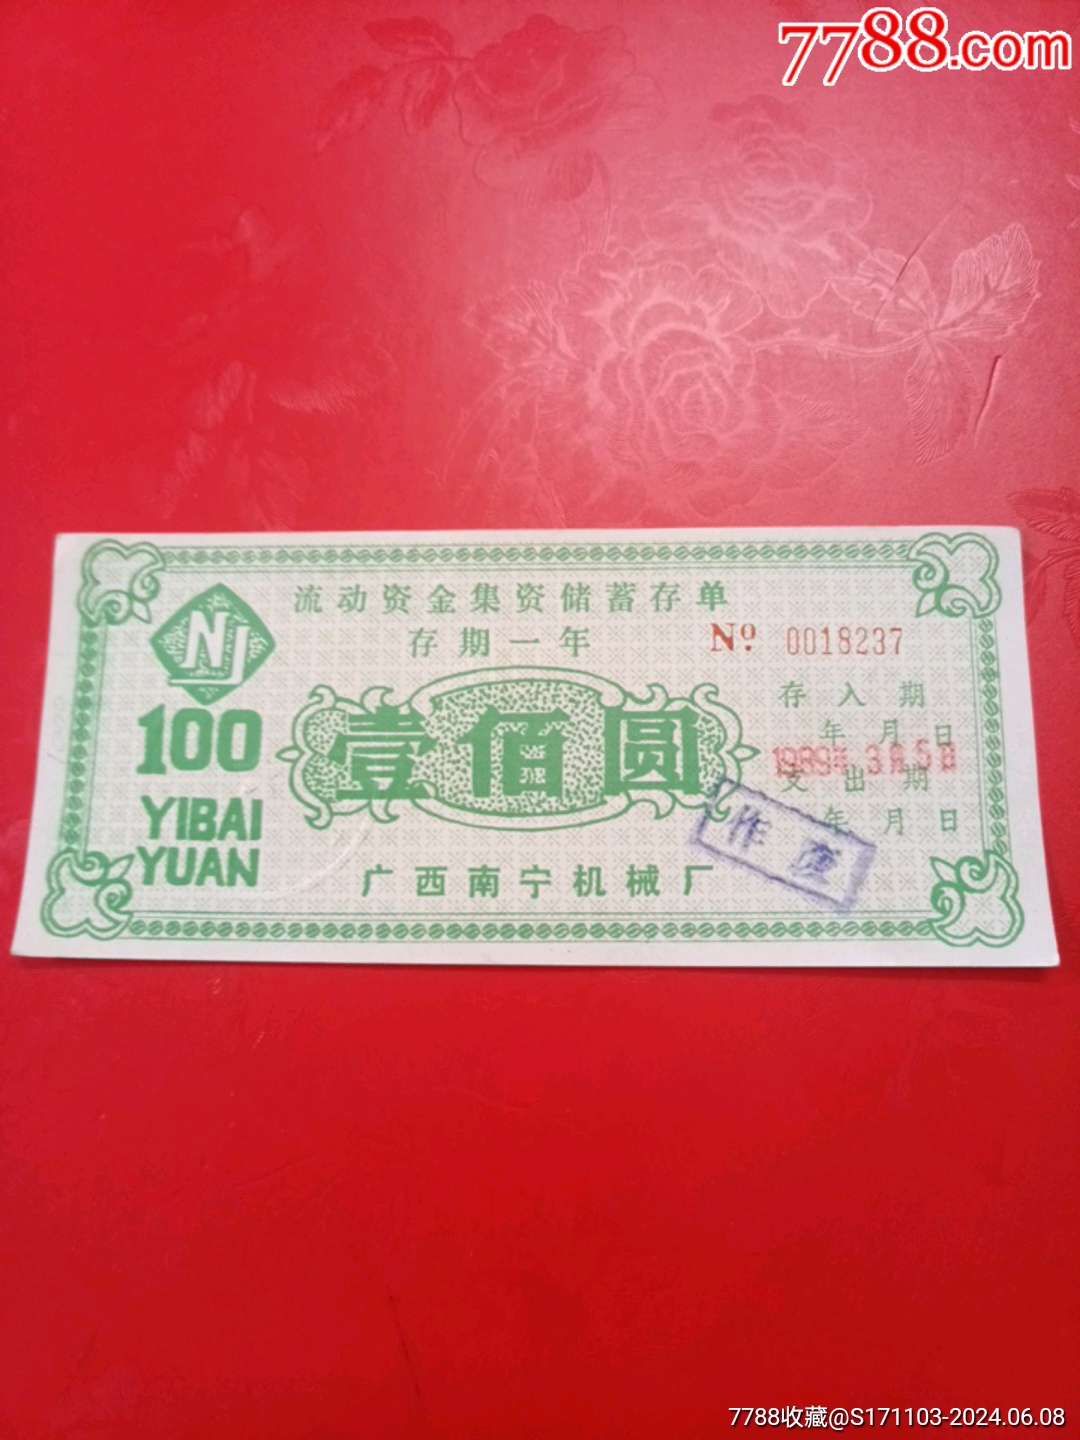 7788.com
流动资金集资储蓄存单
存期一年
Nº 0018237
NJ
100
YIBAI
YUAN
壹佰圆
存入期
年月日
1989年3月5日
支出期
年月日
作废
广西南宁机械厂
7788收藏@S171103-2024.06.08